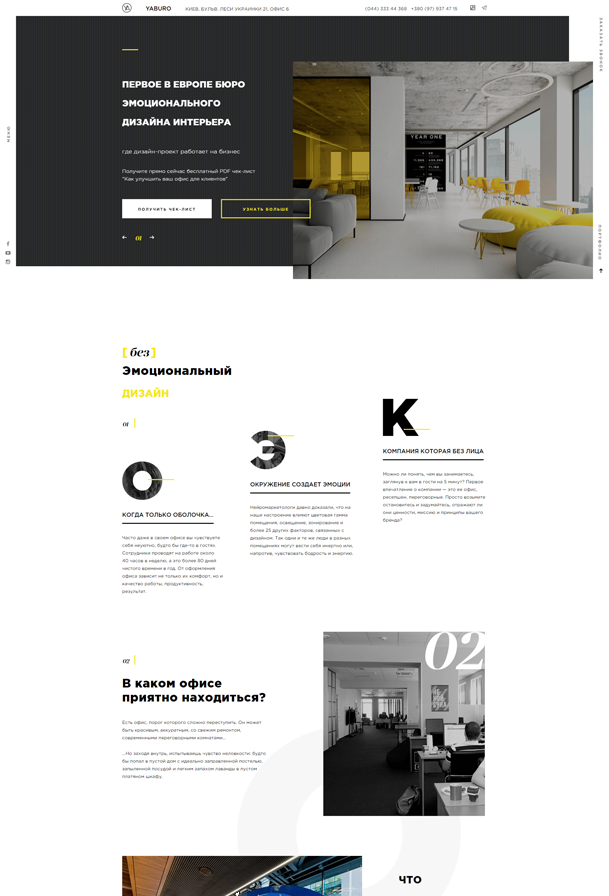 YABURO
КИЕВ, БУЛЬВ. ЛЕСИ УКРАИНКИ 21, ОФИС 6
(044) 333 44 368 +380 (97) 937 47 15
ЗАКАЗАТЬ ЗВОНОК
МЕНЮ
ПЕРВОЕ В ЕВРОПЕ БЮРО
ЭМОЦИОНАЛЬНОГО
ДИЗАЙНА ИНТЕРЬЕРА
где дизайн-проект работает на бизнес
Получите прямо сейчас бесплатный PDF чек-лист
"Как улучшить ваш офис для клиентов"
ПОЛУЧИТЬ ЧЕК-ЛИСТ
УЗНАТЬ БОЛЬШЕ
01
YEAR ONE
ПОРТФОЛИО
[ без ]
Эмоциональный
ДИЗАЙН
01
О
КОГДА ТОЛЬКО ОБОЛОЧКА...
Часто даже в своем офисе вы чувствуете
себя неуютно, будто бы где-то в гостях.
Сотрудники проводят на работе около
40 часов в неделю, а это более 80 дней
чистого времени в год. От оформления
офиса зависит не только их комфорт, но и
качество работы, продуктивность,
результат.
Э
ОКРУЖЕНИЕ СОЗДАЕТ ЭМОЦИИ
Нейромаркетологи давно доказали, что на
наше настроение влияют цветовая гамма
помещения, освещение, зонирование и
более 25 других факторов, связанных с
дизайном. Так одни и те же люди в разных
помещениях могут вести себя инертно или,
напротив, чувствовать бодрость и энергию.
К
КОМПАНИЯ КОТОРАЯ БЕЗ ЛИЦА
Можно ли понять, чем вы занимаетесь,
заглянув к вам в гости на 5 минут? Первое
впечатление о компании — это ее офис,
ресепшен, переговорные. Просто возьмите
остановитесь и задумайтесь, отражают ли
они ценности, миссию и принципы вашего
бренда?
02
02
В каком офисе
приятно находиться?
Есть офис, порог которого сложно переступить. Он может
быть красивым, аккуратным, со свежим ремонтом,
современными переговорными комнатами...
...Но заходя внутрь, испытываешь чувство неловкости: будто
бы попал в пустой дом с идеально заправленной постелью,
запыленной посудой и легким запахом лаванды в пустом
платяном шкафу.
ЧТО